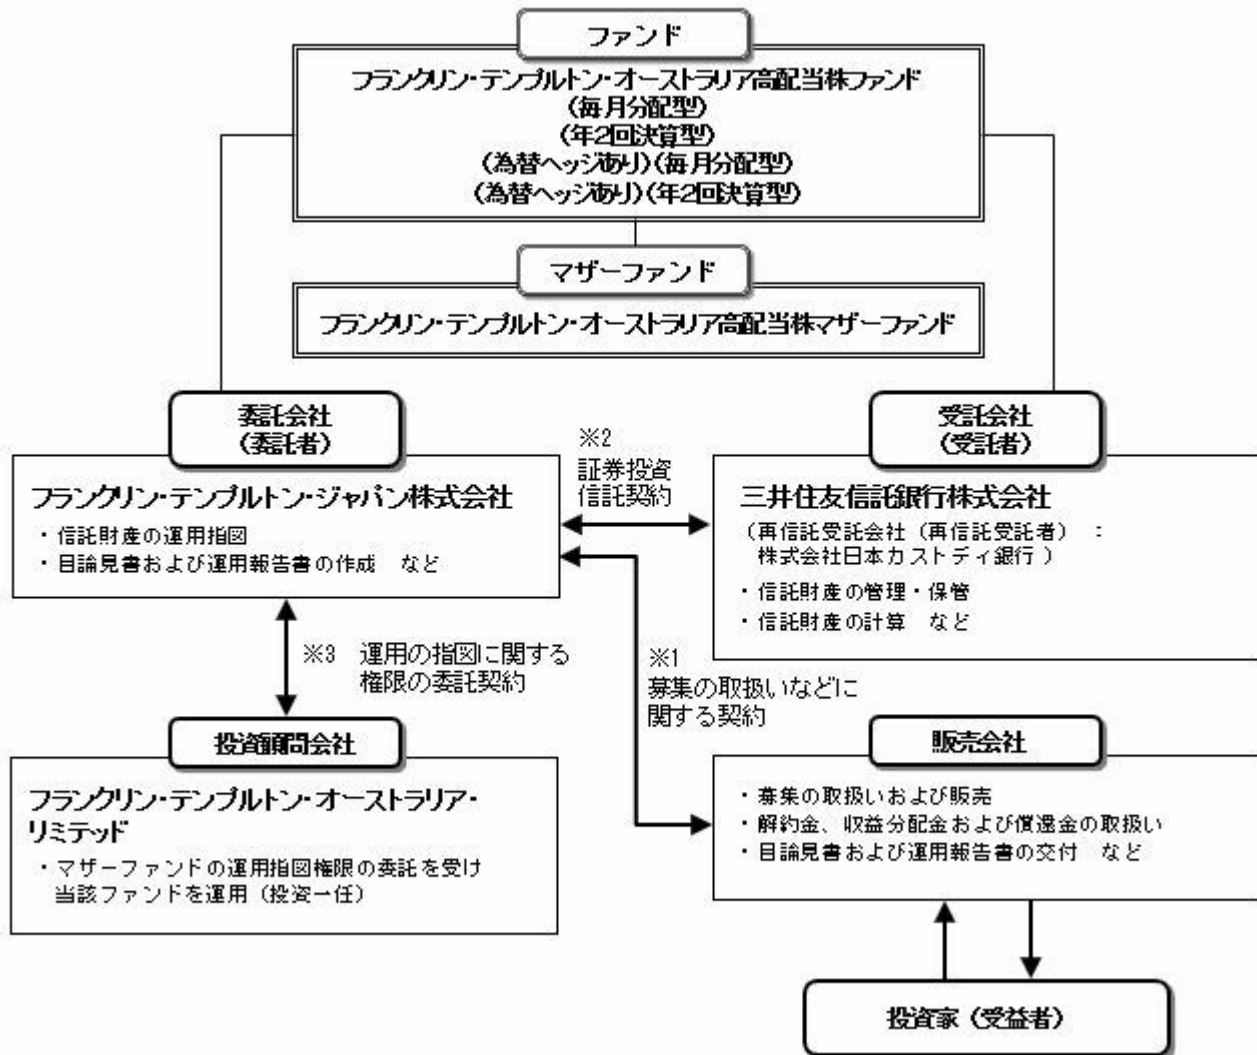 ファンド
フランクリン・テンプルトン・オーストラリア高配当株ファンド
(毎月分配型)
(年2回決算型)
(為替ヘッジあり)(毎月分配型)
(為替ヘッジあり)(年2回決算型)
マザーファンド
フランクリン・テンプルトン・オーストラリア高配当株マザーファンド
委託会社
(委託者)
フランクリン・テンプルトン・ジャパン株式会社
・信託財産の運用指図
・目論見書および運用報告書の作成 など
※2
証券投資
信託契約
受託会社
(受託者)
三井住友信託銀行株式会社
(再信託受託会社(再信託受託者) :
株式会社日本カストディ銀行)
・信託財産の管理・保管
・信託財産の計算 など
※3 運用の指図に関する
権限の委託契約
※1
募集の取扱いなどに
関する契約
投資顧問会社
フランクリン・テンプルトン・オーストラリア・
リミテッド
・マザーファンドの運用指図権限の委託を受け
当該ファンドを運用(投資一任)
販売会社
・募集の取扱いおよび販売
・解約金、収益分配金および償還金の取扱い
・目論見書および運用報告書の交付 など
投資家(受益者)